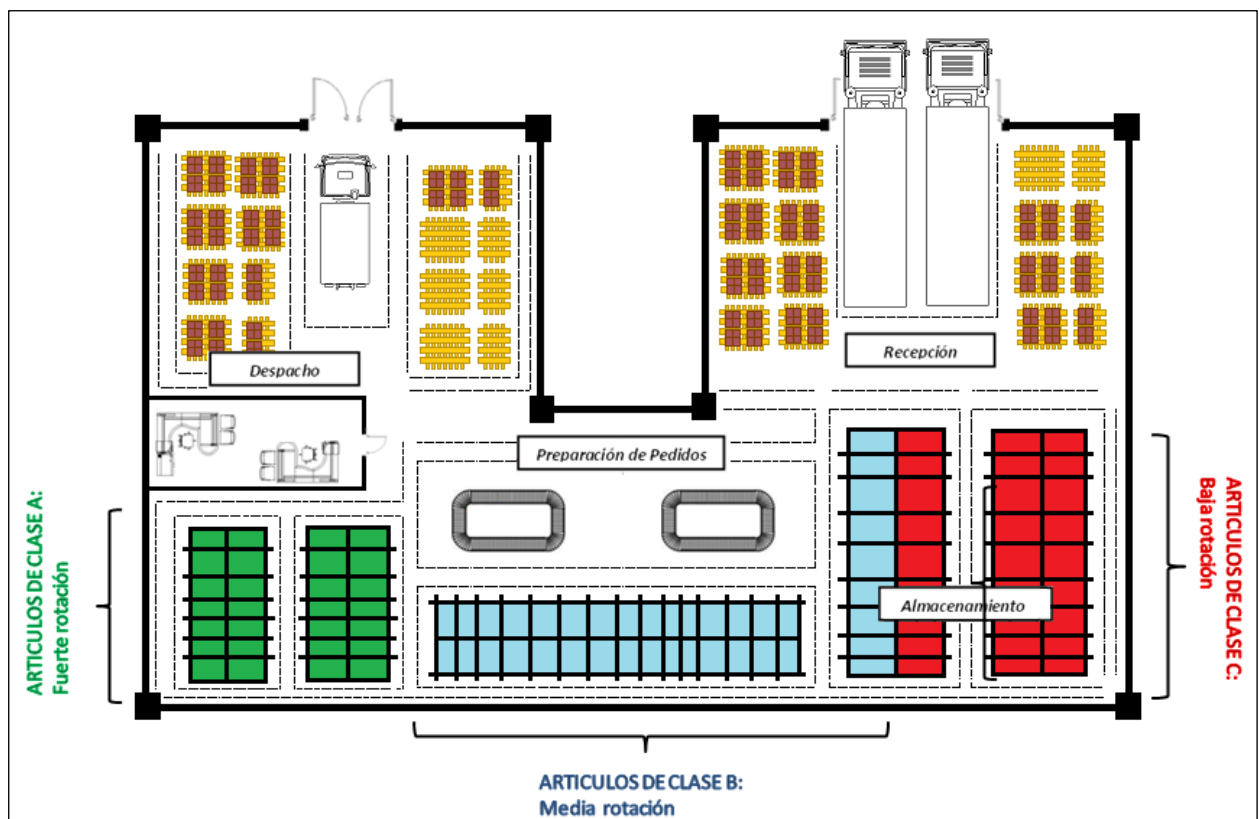 Despacho
Recepción
Preparación de Pedidos
Almacenamiento
ARTICULOS DE CLASE A:
Fuerte rotación
ARTICULOS DE CLASE C:
Baja rotación
ARTICULOS DE CLASE B:
Media rotación